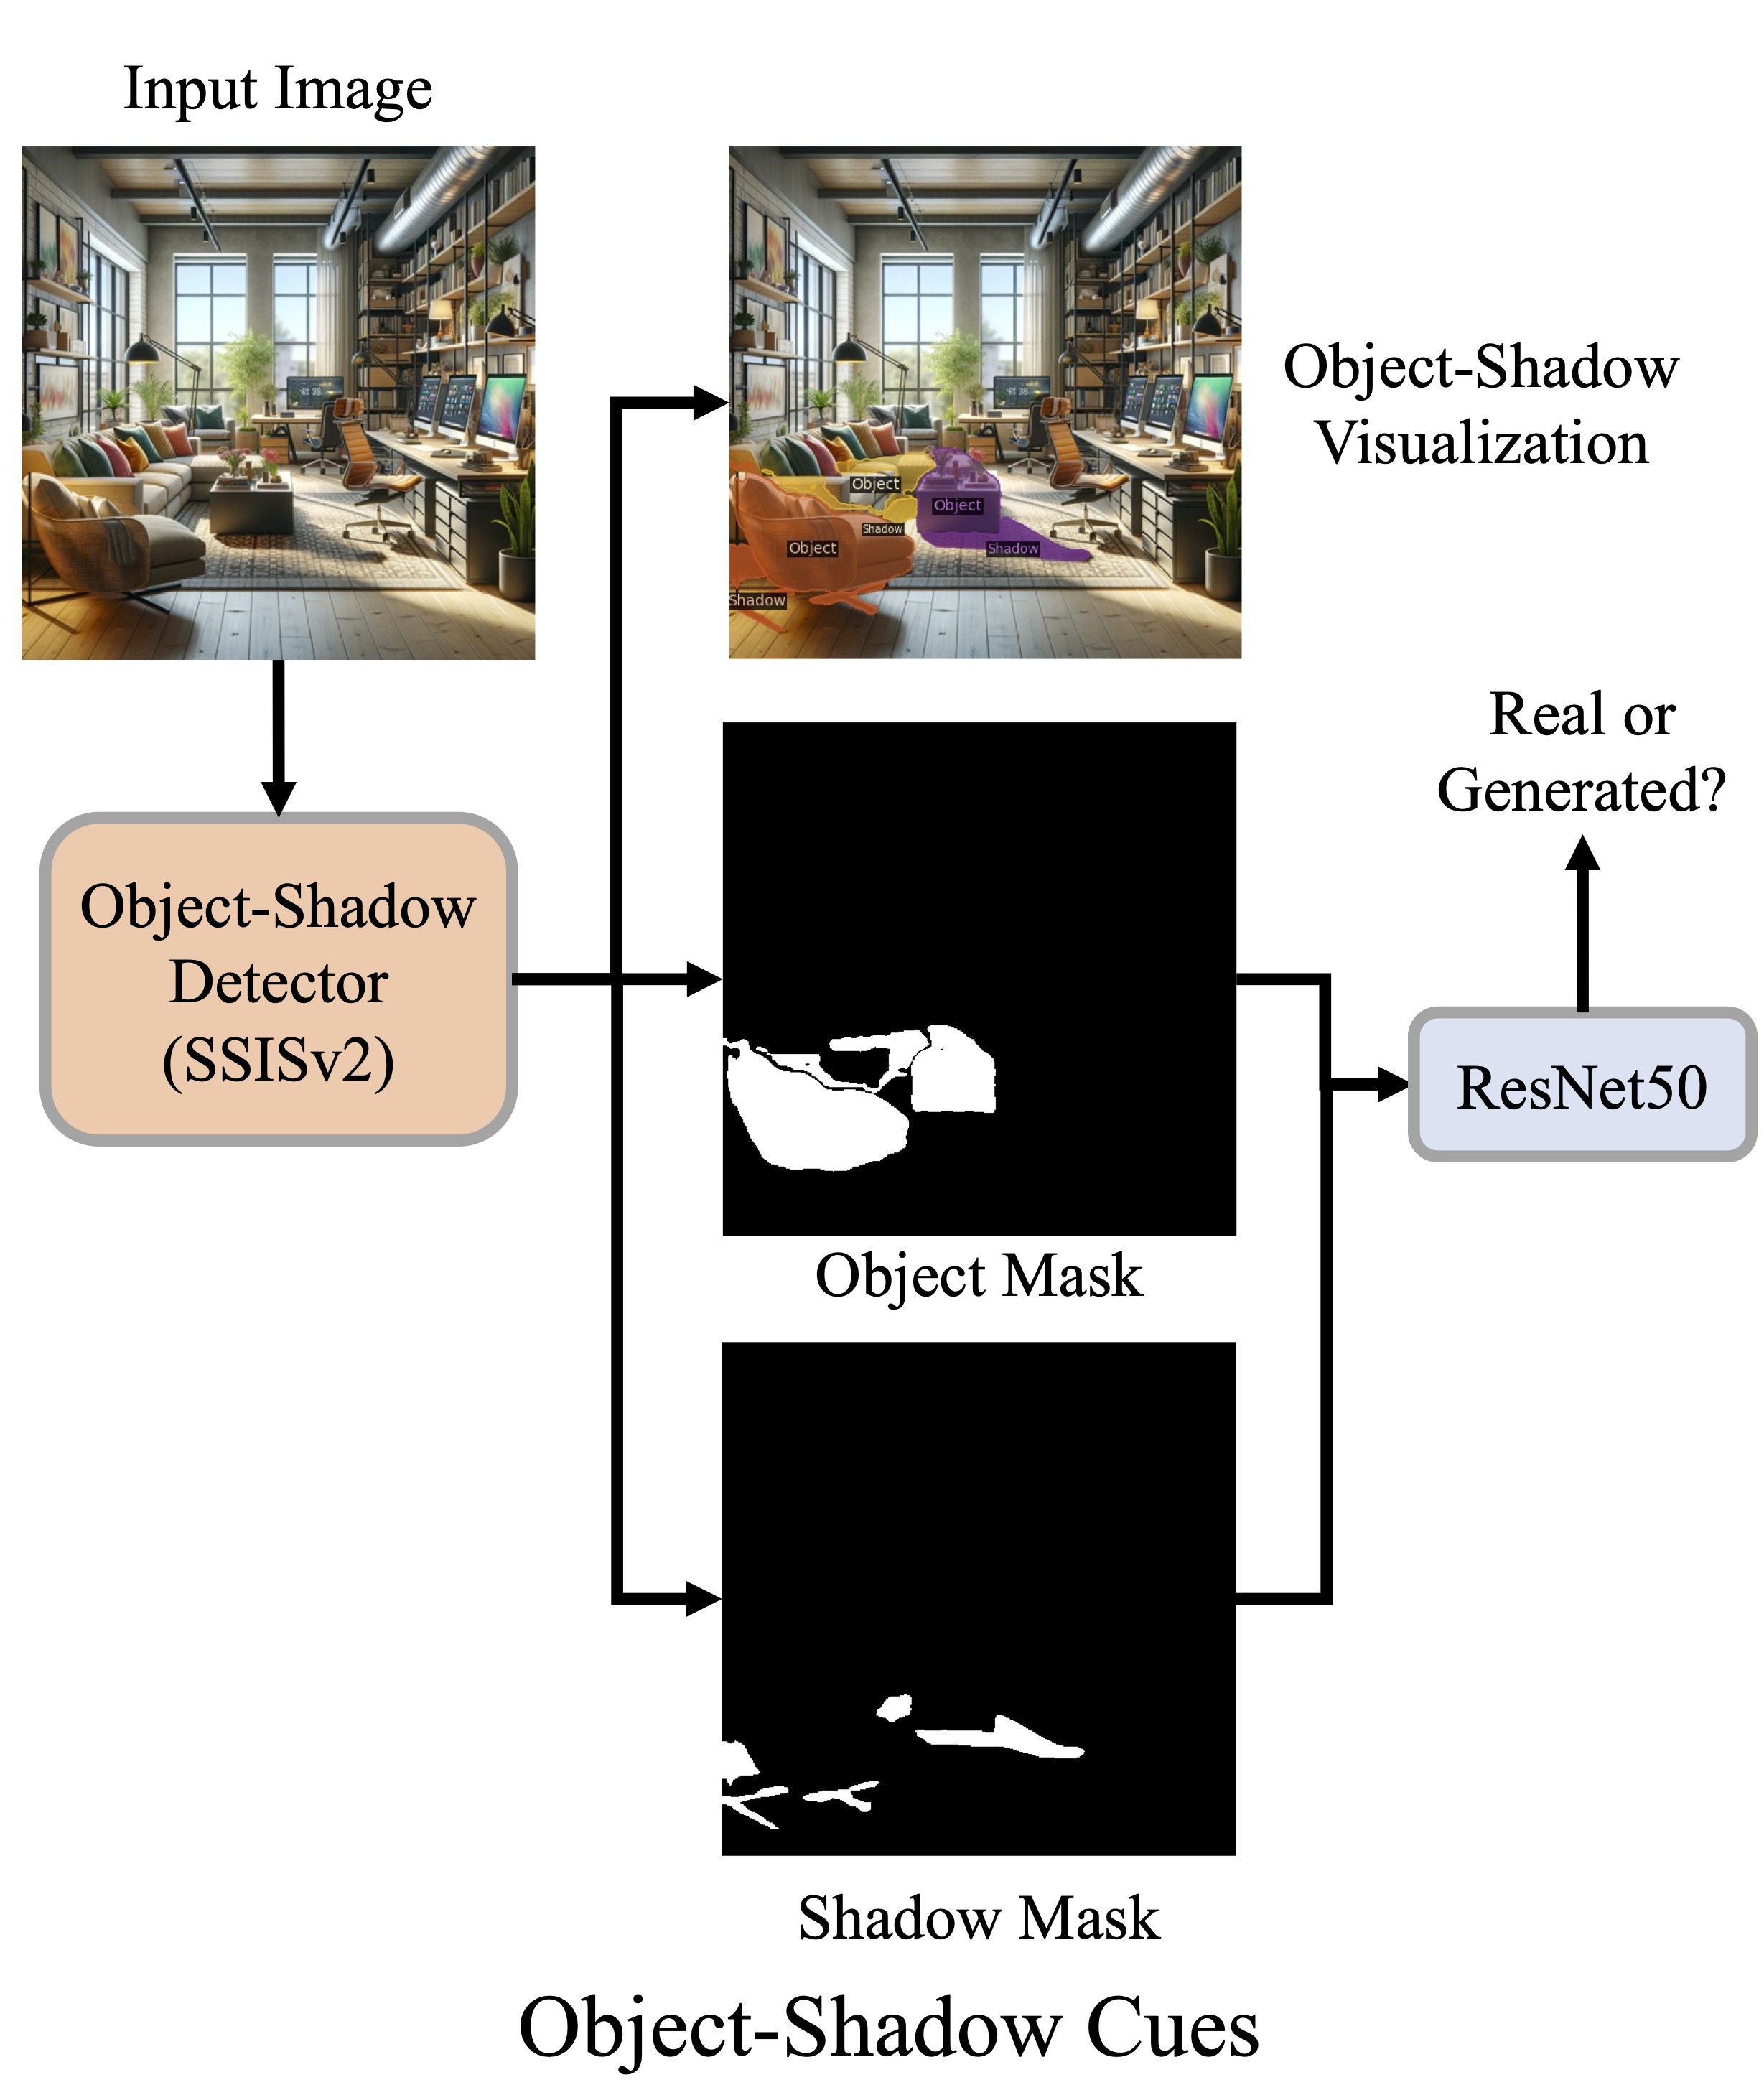 Input Image
Object-Shadow
Visualization
Object
Object
Shadow
Object
Shadow
Shadow
Real or
Generated?
Object-Shadow
Detector
(SSISv2)
ResNet50
Object Mask
Shadow Mask
Object-Shadow Cues